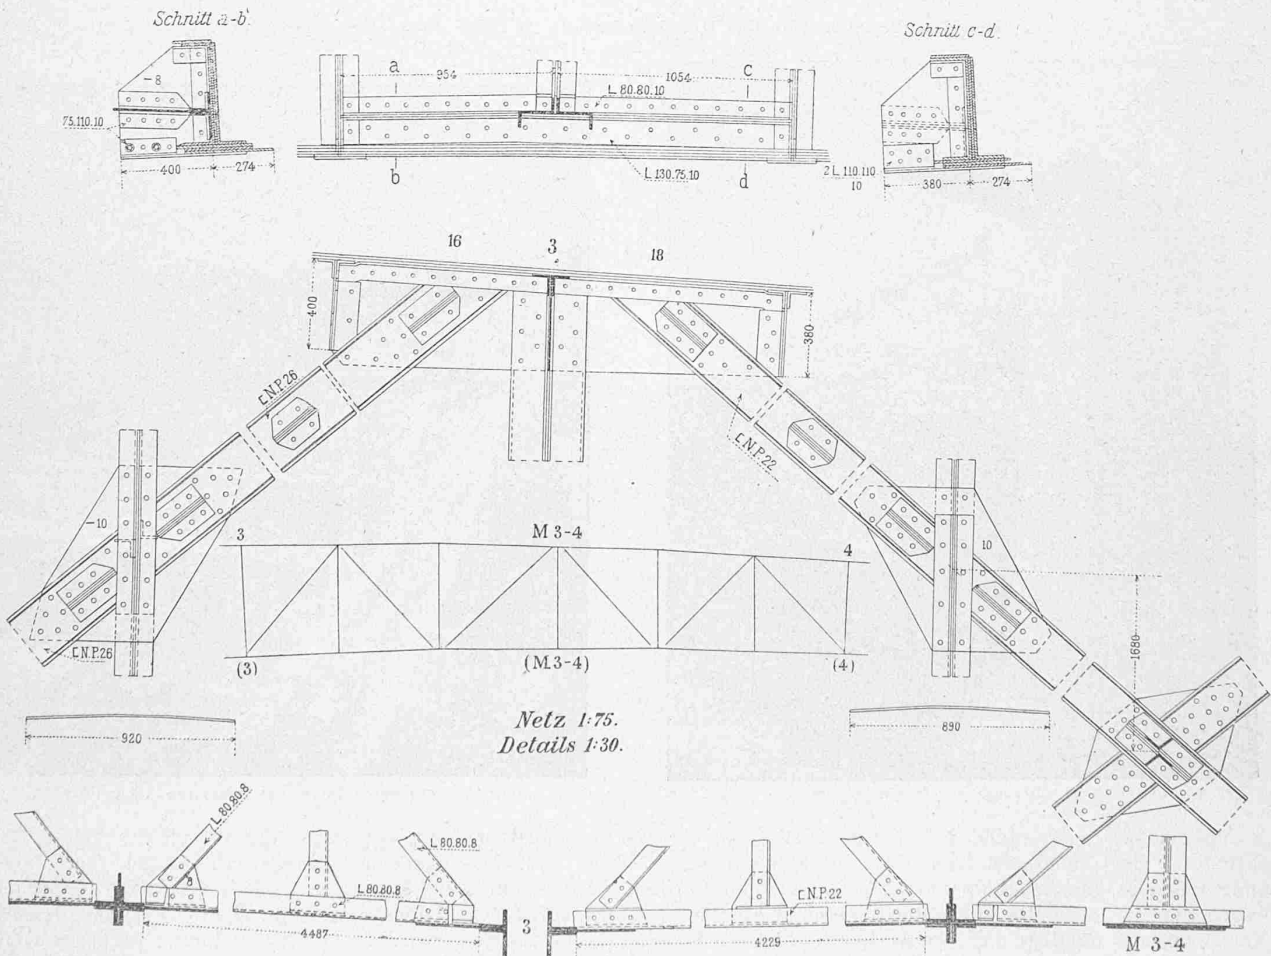 Schnitt a-b.
Schnitt c-d.
a
954
1054
c
L 80.80.10
- 8
75.110.10
400
274
b
L 130.75.10
d
2 L 110.110
10
380
274
16
3
18
400
380
[ N.P. 26
[ N.P. 22
- 10
10
3
M 3-4
4
1680
[ N.P. 26
(3)
(M 3-4)
(4)
920
Netz 1:75.
Details 1:30.
890
L 80.80.8
L 80.80.8
8
L 80.80.8
[ N.P. 22
4487
3
4229
M 3-4